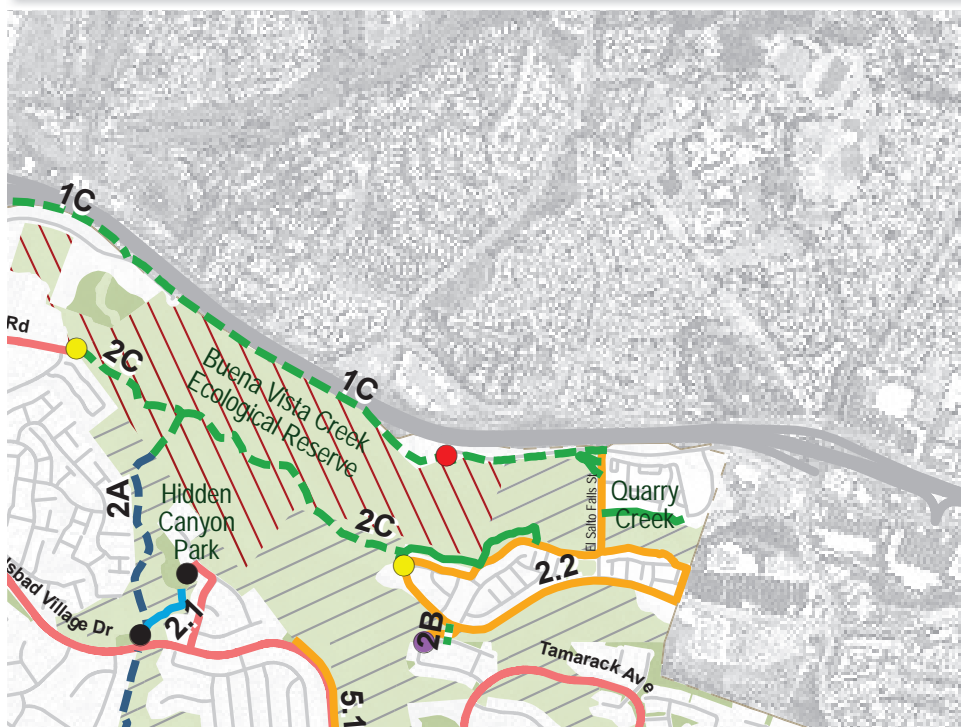 1C
Rd
2C
Buena Vista Creek
Ecological Reserve
1C
2A
Hidden
Canyon
Park
2C
El Salto Falls St
Quarry
Creek
2.2
2.1
2B
sbad Village Dr
Tamarack Ave
5.1